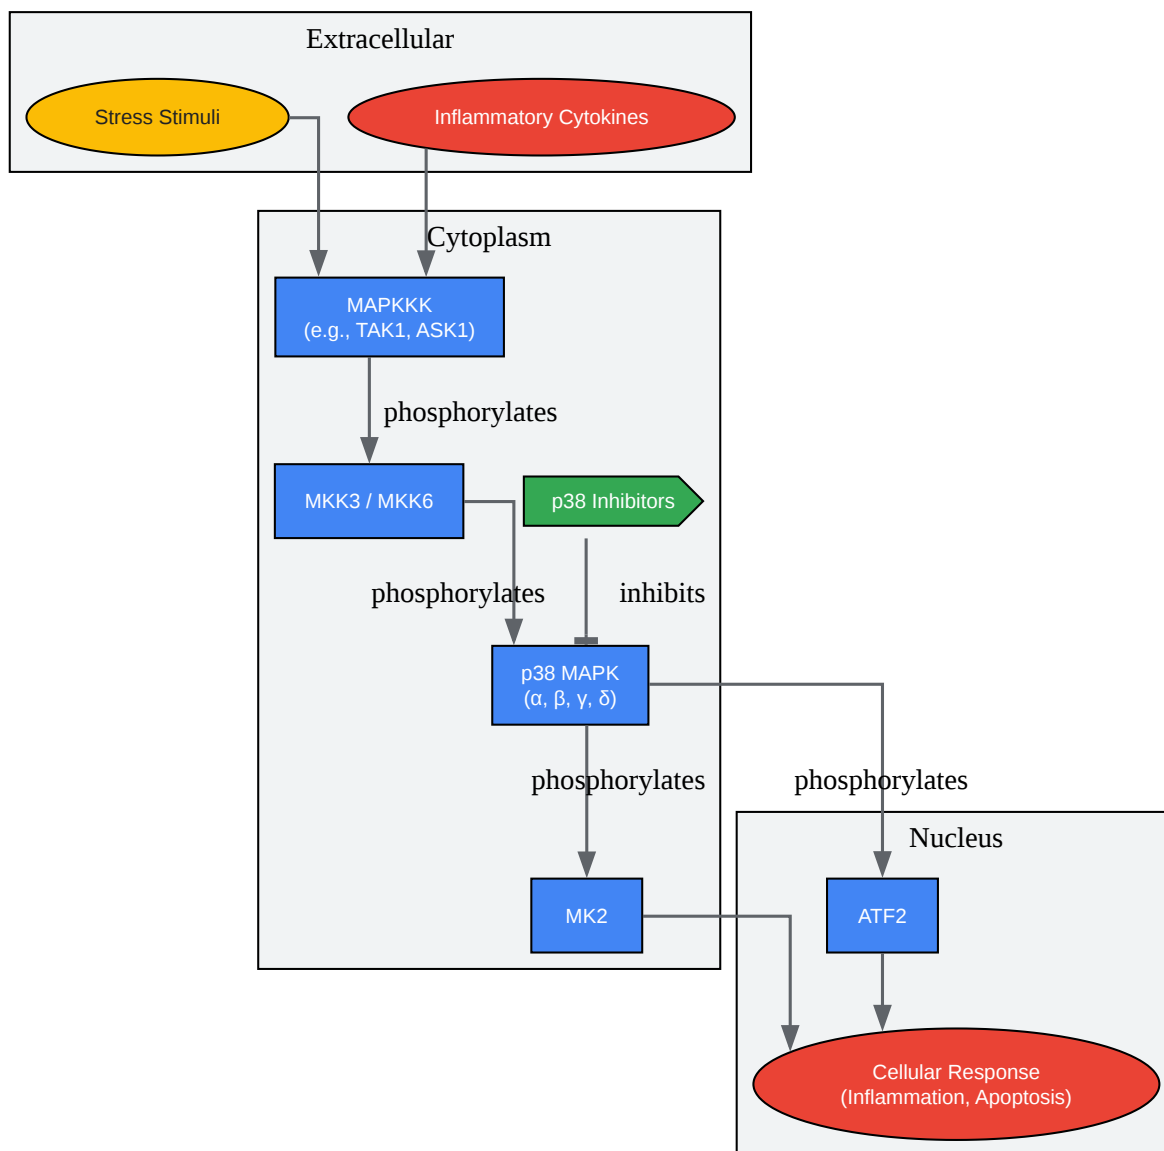 Extracellular
Stress Stimuli
Inflammatory Cytokines
Cytoplasm
MAPKKK
(e.g., TAK1, ASK1)
phosphorylates
MKK3 / MKK6
p38 Inhibitors
phosphorylates
inhibits
p38 MAPK
(α, β, γ, δ)
phosphorylates
phosphorylates
Nucleus
MK2
ATF2
Cellular Response
(Inflammation, Apoptosis)